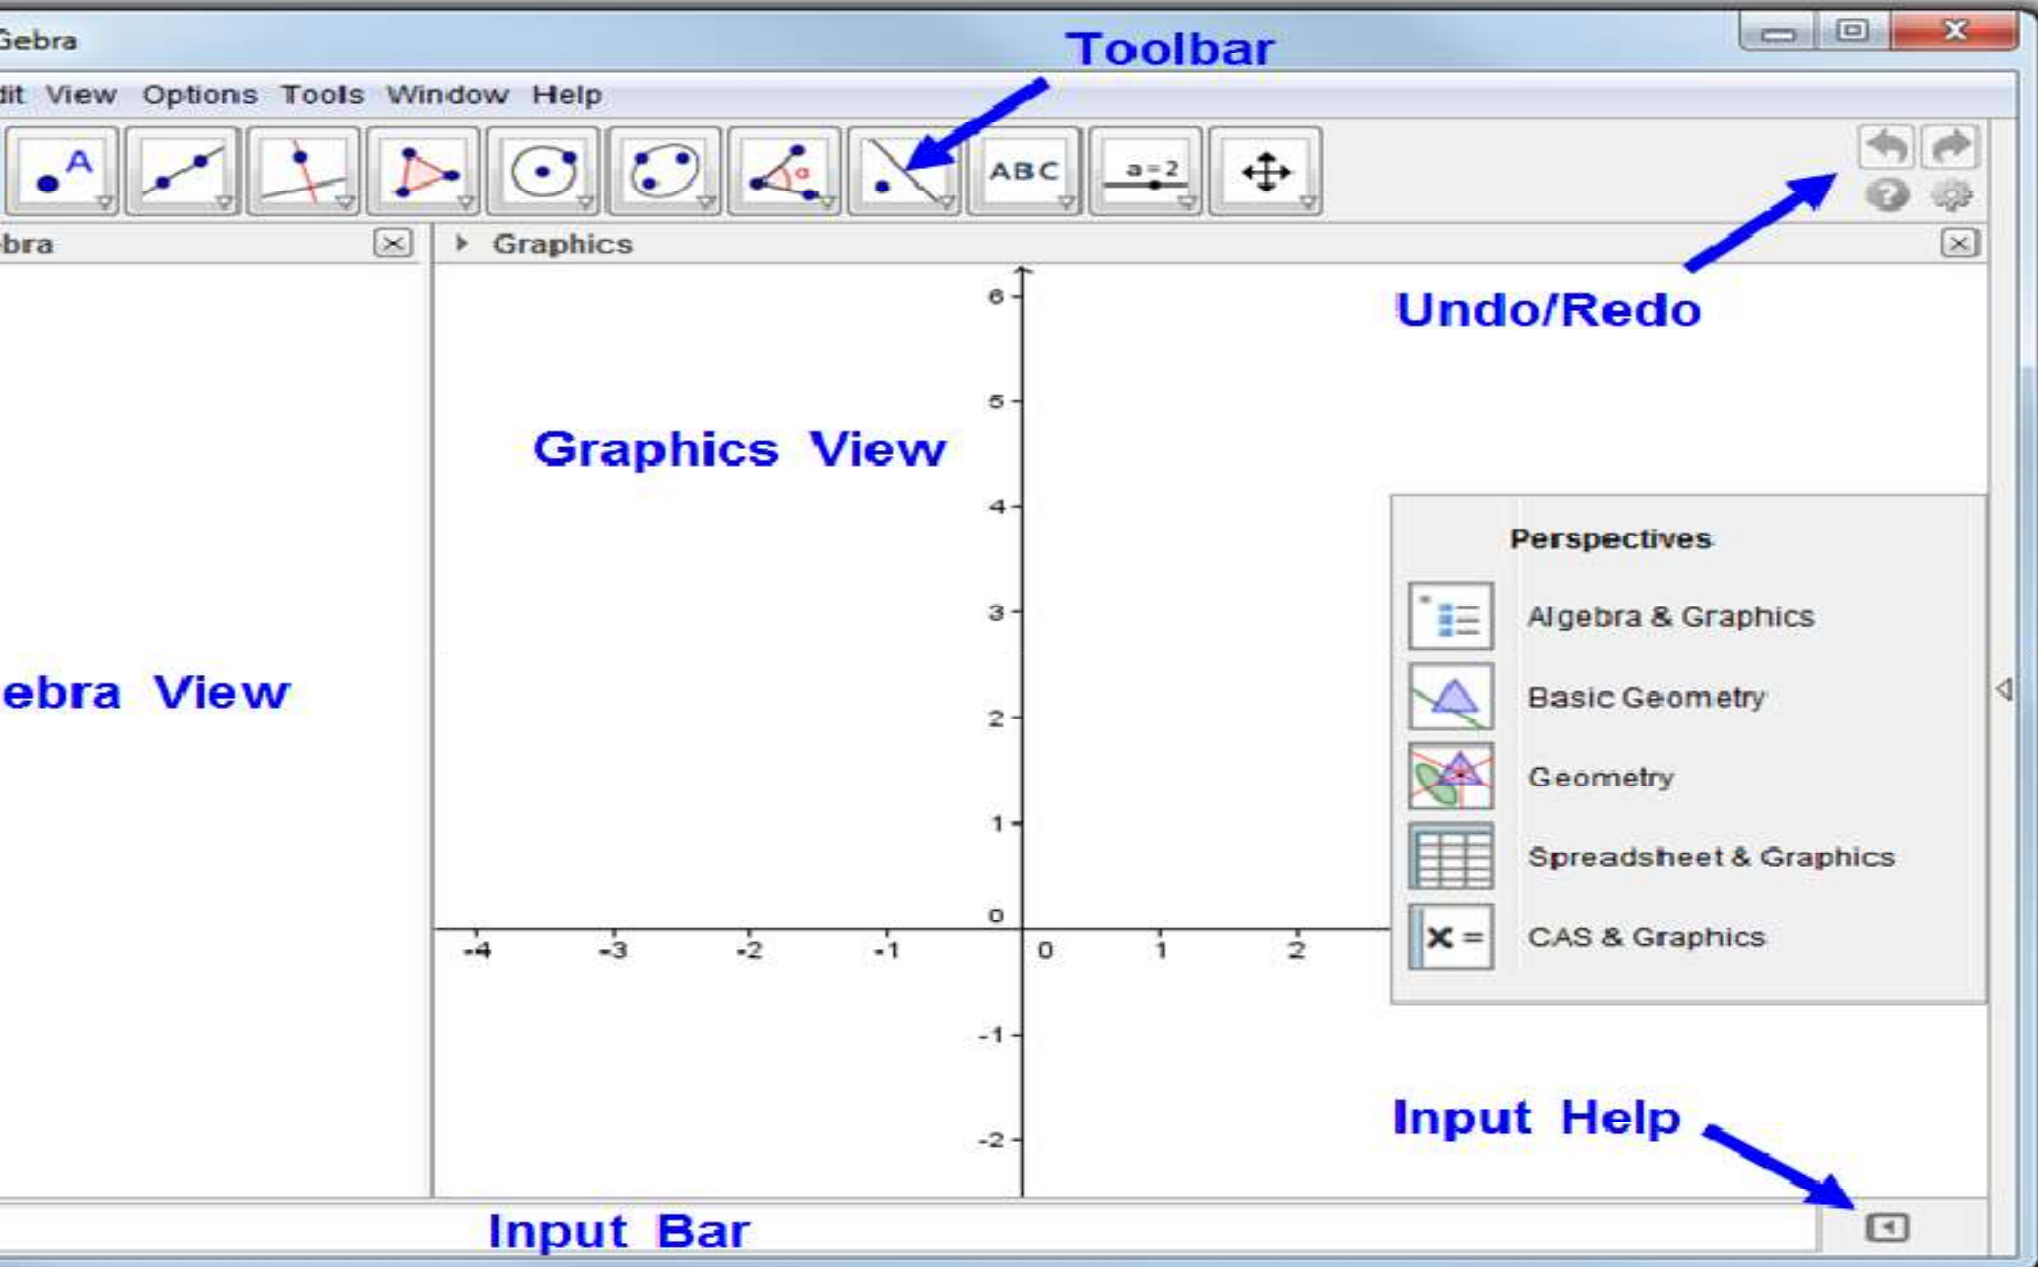 Gebra
Toolbar
dit View Options Tools Window Help
A
α
ABC
a=2
bra
Graphics
Undo/Redo
6
5
Graphics View
4
Perspectives
3
Algebra & Graphics
ebra View
2
Basic Geometry
Geometry
1
Spreadsheet & Graphics
0
x =
CAS & Graphics
-4 -3 -2 -1 0 1 2
-1
Input Help
-2
Input Bar